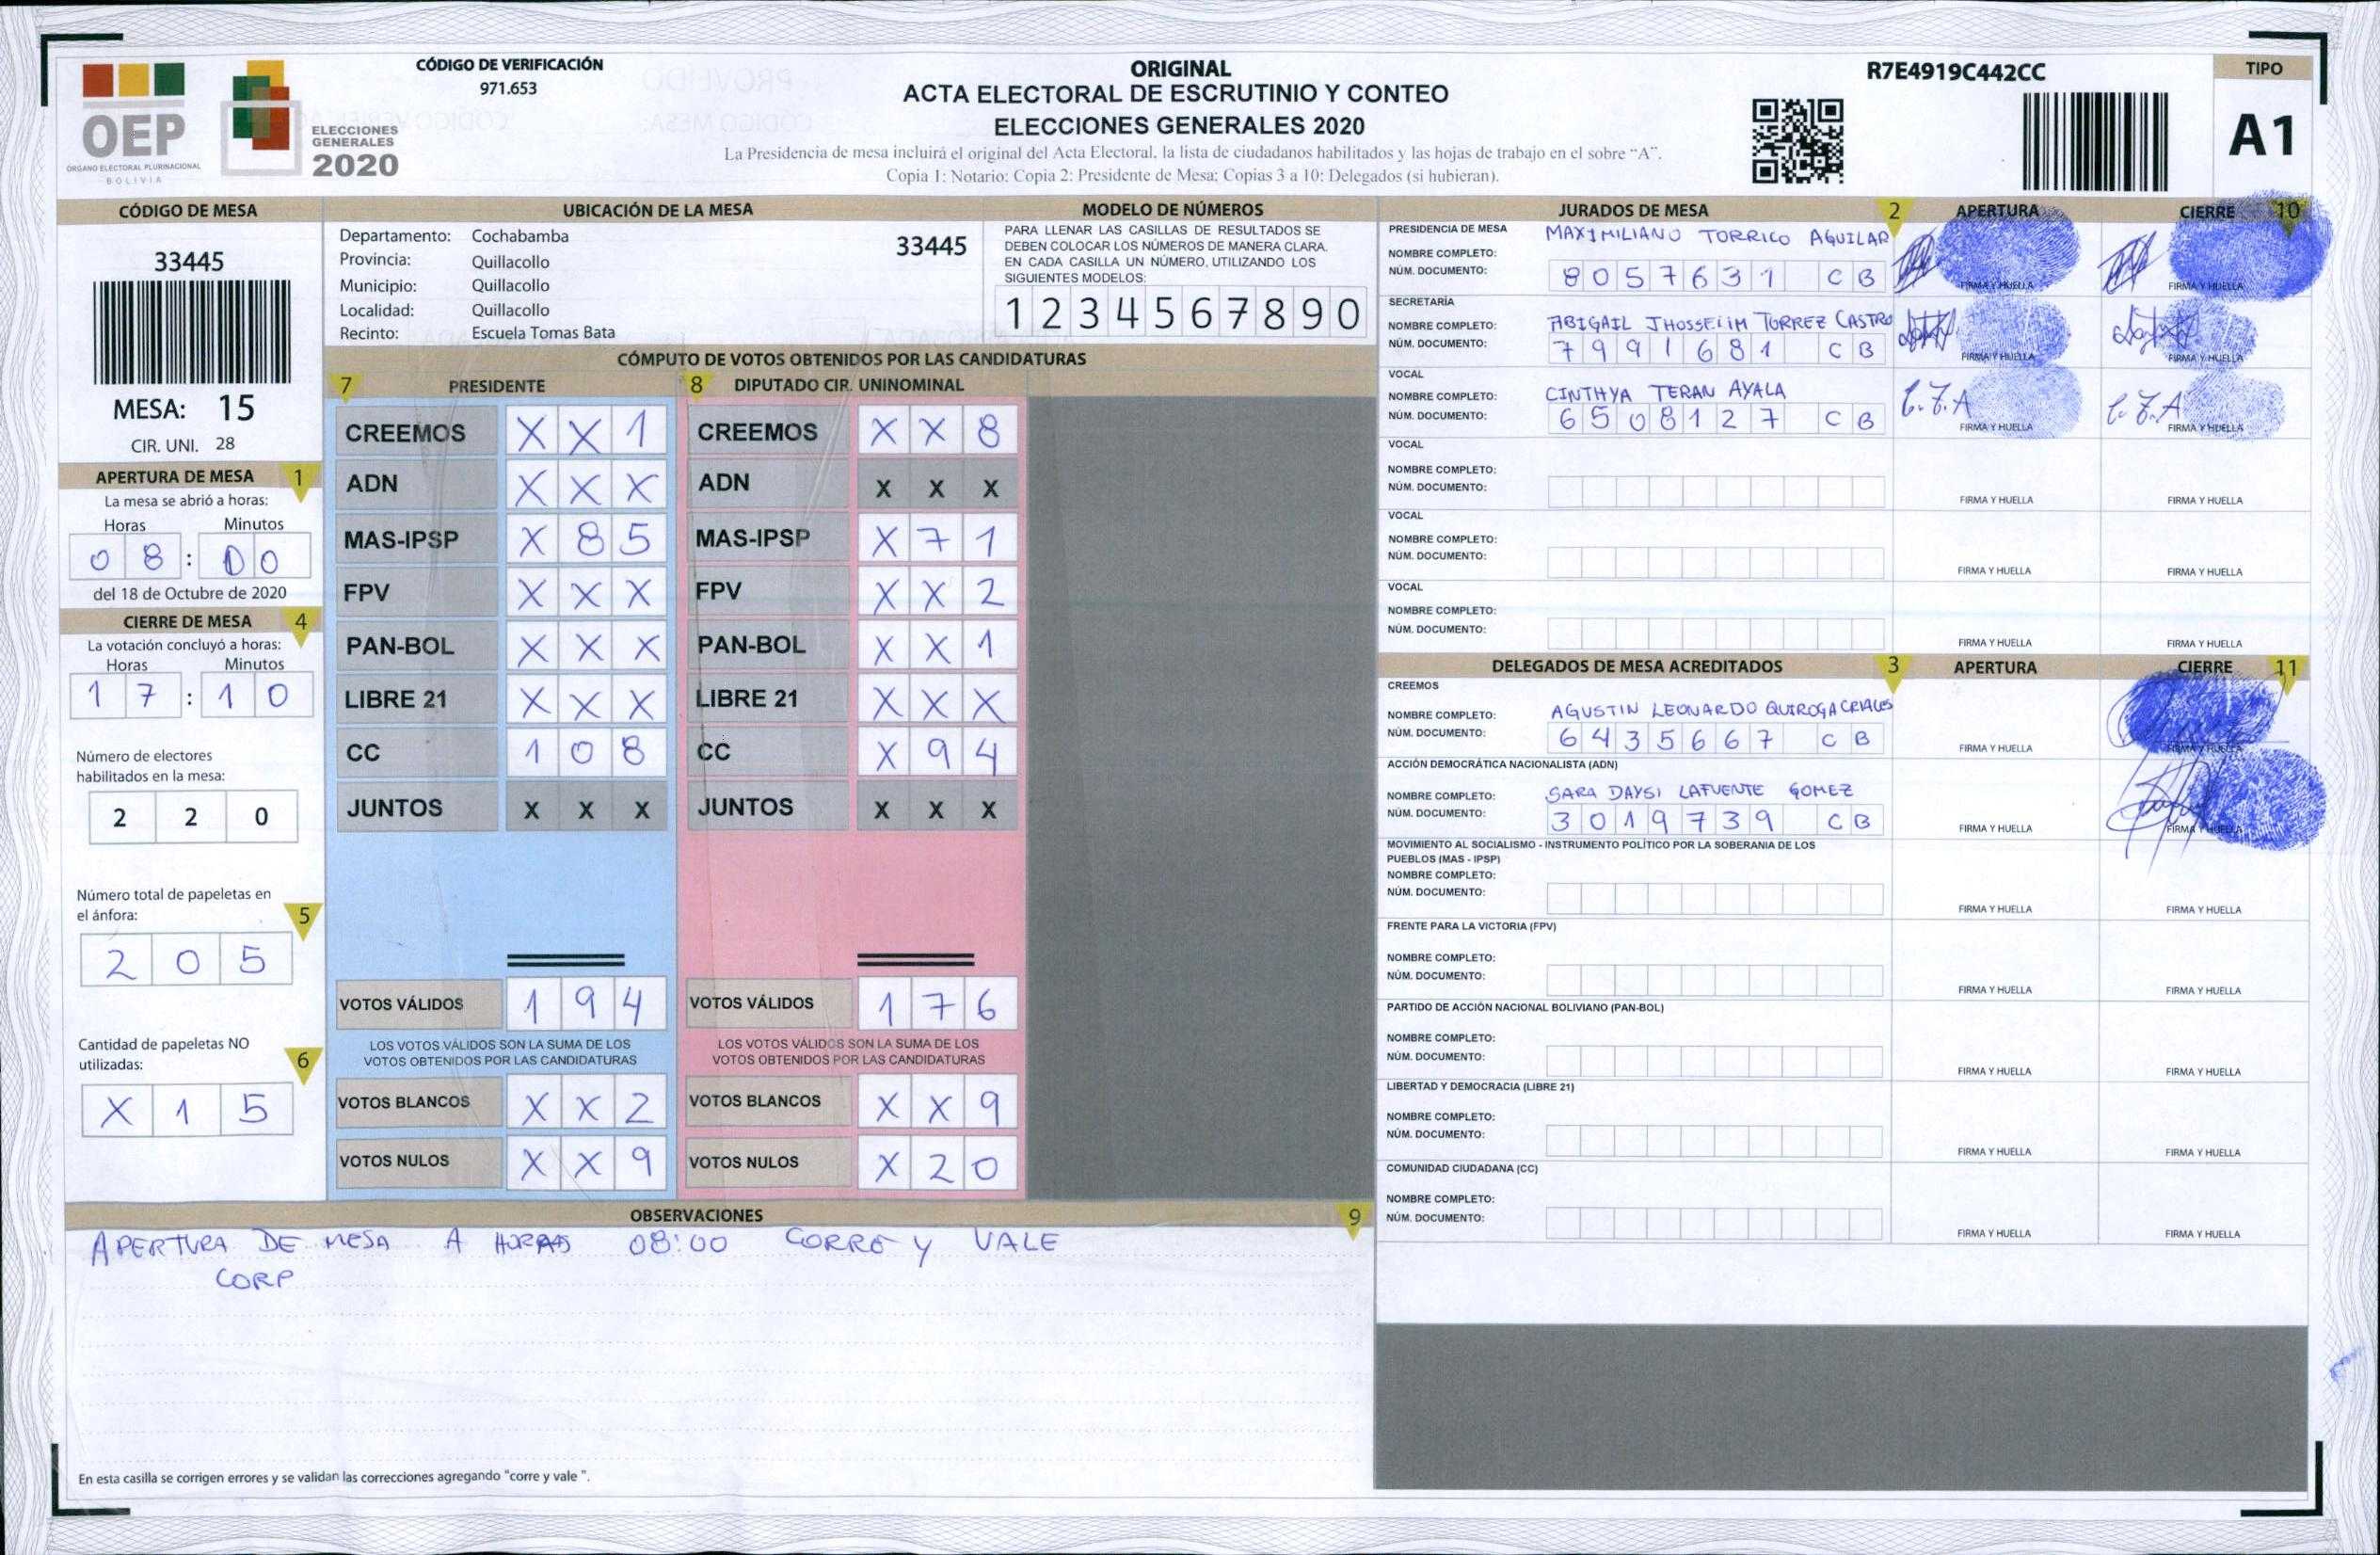 CÓDIGO DE VERIFICACIÓN
971.653
OEP
ÓRGANO ELECTORAL PLURINACIONAL
BOLIVIA
ELECCIONES
GENERALES
2020
ORIGINAL
ACTA ELECTORAL DE ESCRUTINIO Y CONTEO
ELECCIONES GENERALES 2020
La Presidencia de mesa incluirá el original del Acta Electoral, la lista de ciudadanos habilitados y las hojas de trabajo en el sobre "A".
Copia 1: Notario; Copia 2: Presidente de Mesa; Copias 3 a 10: Delegados (si hubieran).
R7E4919C442CC
TIPO
A1
CÓDIGO DE MESA
33445
MESA: 15
CIR. UNI. 28
APERTURA DE MESA 1
La mesa se abrió a horas:
Horas Minutos
0 8 : 0 0
del 18 de Octubre de 2020
CIERRE DE MESA 4
La votación concluyó a horas:
Horas Minutos
1 7 : 1 0
Número de electores
habilitados en la mesa:
2 2 0
Número total de papeletas en
el ánfora: 5
2 0 5
Cantidad de papeletas NO
utilizadas: 6
X 1 5
UBICACIÓN DE LA MESA
Departamento: Cochabamba
33445
Provincia: Quillacollo
Municipio: Quillacollo
Localidad: Quillacollo
Recinto: Escuela Tomas Bata
MODELO DE NÚMEROS
PARA LLENAR LAS CASILLAS DE RESULTADOS SE
DEBEN COLOCAR LOS NÚMEROS DE MANERA CLARA.
EN CADA CASILLA UN NÚMERO, UTILIZANDO LOS
SIGUIENTES MODELOS:
1 2 3 4 5 6 7 8 9 0
CÓMPUTO DE VOTOS OBTENIDOS POR LAS CANDIDATURAS
7 PRESIDENTE
CREEMOS X X 1
ADN X X X
MAS-IPSP X 8 5
FPV X X X
PAN-BOL X X X
LIBRE 21 X X X
CC 1 0 8
JUNTOS X X X
VOTOS VÁLIDOS 1 9 4
LOS VOTOS VÁLIDOS SON LA SUMA DE LOS
VOTOS OBTENIDOS POR LAS CANDIDATURAS
VOTOS BLANCOS X X 2
VOTOS NULOS X X 9
8 DIPUTADO CIR. UNINOMINAL
CREEMOS X X 8
ADN X X X
MAS-IPSP X 7 1
FPV X X 2
PAN-BOL X X 1
LIBRE 21 X X X
CC X 9 4
JUNTOS X X X
VOTOS VÁLIDOS 1 7 6
LOS VOTOS VÁLIDOS SON LA SUMA DE LOS
VOTOS OBTENIDOS POR LAS CANDIDATURAS
VOTOS BLANCOS X X 9
VOTOS NULOS X 2 0
OBSERVACIONES 9
APERTURA DE MESA A HORAS 08:00 CORRE Y VALE
CORP
En esta casilla se corrigen errores y se validan las correcciones agregando "corre y vale ".
JURADOS DE MESA 2 APERTURA CIERRE 10
PRESIDENCIA DE MESA
MAXIMILIANO TORRICO AGUILAR
NOMBRE COMPLETO:
NÚM. DOCUMENTO: 8 0 5 7 6 3 1 C B
FIRMA Y HUELLA FIRMA Y HUELLA
SECRETARÍA
NOMBRE COMPLETO: ABIGAIL JHOSSELIM TORREZ CASTRO
NÚM. DOCUMENTO: 7 9 9 1 6 8 1 C B
FIRMA Y HUELLA FIRMA Y HUELLA
VOCAL
NOMBRE COMPLETO: CINTHYA TERAN AYALA
NÚM. DOCUMENTO: 6 5 0 8 1 2 7 C B
FIRMA Y HUELLA FIRMA Y HUELLA
VOCAL
NOMBRE COMPLETO:
NÚM. DOCUMENTO:
FIRMA Y HUELLA FIRMA Y HUELLA
VOCAL
NOMBRE COMPLETO:
NÚM. DOCUMENTO:
FIRMA Y HUELLA FIRMA Y HUELLA
VOCAL
NOMBRE COMPLETO:
NÚM. DOCUMENTO:
FIRMA Y HUELLA FIRMA Y HUELLA
DELEGADOS DE MESA ACREDITADOS 3 APERTURA CIERRE 11
CREEMOS
NOMBRE COMPLETO: AGUSTIN LEONARDO QUIROGA CRIALES
NÚM. DOCUMENTO: 6 4 3 5 6 6 7 C B
FIRMA Y HUELLA FIRMA Y HUELLA
ACCIÓN DEMOCRÁTICA NACIONALISTA (ADN)
NOMBRE COMPLETO: SARA DAYSI LAFUENTE GOMEZ
NÚM. DOCUMENTO: 3 0 1 9 7 3 9 C B
FIRMA Y HUELLA FIRMA Y HUELLA
MOVIMIENTO AL SOCIALISMO - INSTRUMENTO POLÍTICO POR LA SOBERANIA DE LOS
PUEBLOS (MAS - IPSP)
NOMBRE COMPLETO:
NÚM. DOCUMENTO:
FIRMA Y HUELLA FIRMA Y HUELLA
FRENTE PARA LA VICTORIA (FPV)
NOMBRE COMPLETO:
NÚM. DOCUMENTO:
FIRMA Y HUELLA FIRMA Y HUELLA
PARTIDO DE ACCIÓN NACIONAL BOLIVIANO (PAN-BOL)
NOMBRE COMPLETO:
NÚM. DOCUMENTO:
FIRMA Y HUELLA FIRMA Y HUELLA
LIBERTAD Y DEMOCRACIA (LIBRE 21)
NOMBRE COMPLETO:
NÚM. DOCUMENTO:
FIRMA Y HUELLA FIRMA Y HUELLA
COMUNIDAD CIUDADANA (CC)
NOMBRE COMPLETO:
NÚM. DOCUMENTO:
FIRMA Y HUELLA FIRMA Y HUELLA